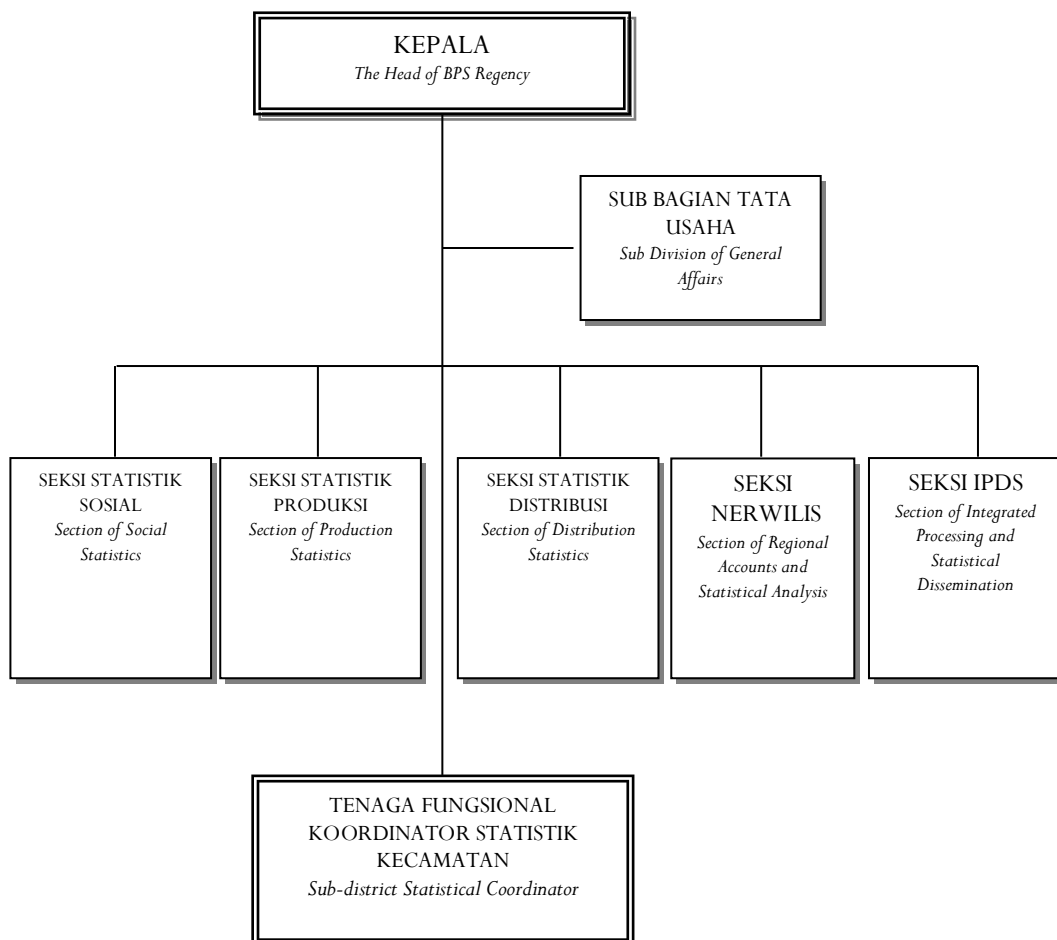 KEPALA
The Head of BPS Regency
SUB BAGIAN TATA
USAHA
Sub Division of General
Affairs
SEKSI STATISTIK
SOSIAL
Section of Social
Statistics
SEKSI STATISTIK
PRODUKSI
Section of Production
Statistics
SEKSI STATISTIK
DISTRIBUSI
Section of Distribution
Statistics
SEKSI
NERWILIS
Section of Regional
Accounts and
Statistical Analysis
SEKSI IPDS
Section of Integrated
Processing and
Statistical
Dissemination
TENAGA FUNGSIONAL
KOORDINATOR STATISTIK
KECAMATAN
Sub-district Statistical Coordinator